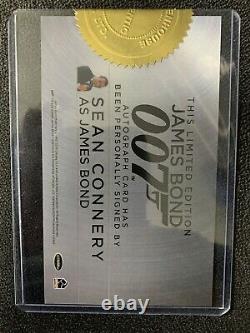 THIS LIMITED EDITION
JAMES BOND
007
AUTOGRAPH CARD HAS
BEEN PERSONALLY SIGNED BY
SEAN CONNERY
AS JAMES BOND